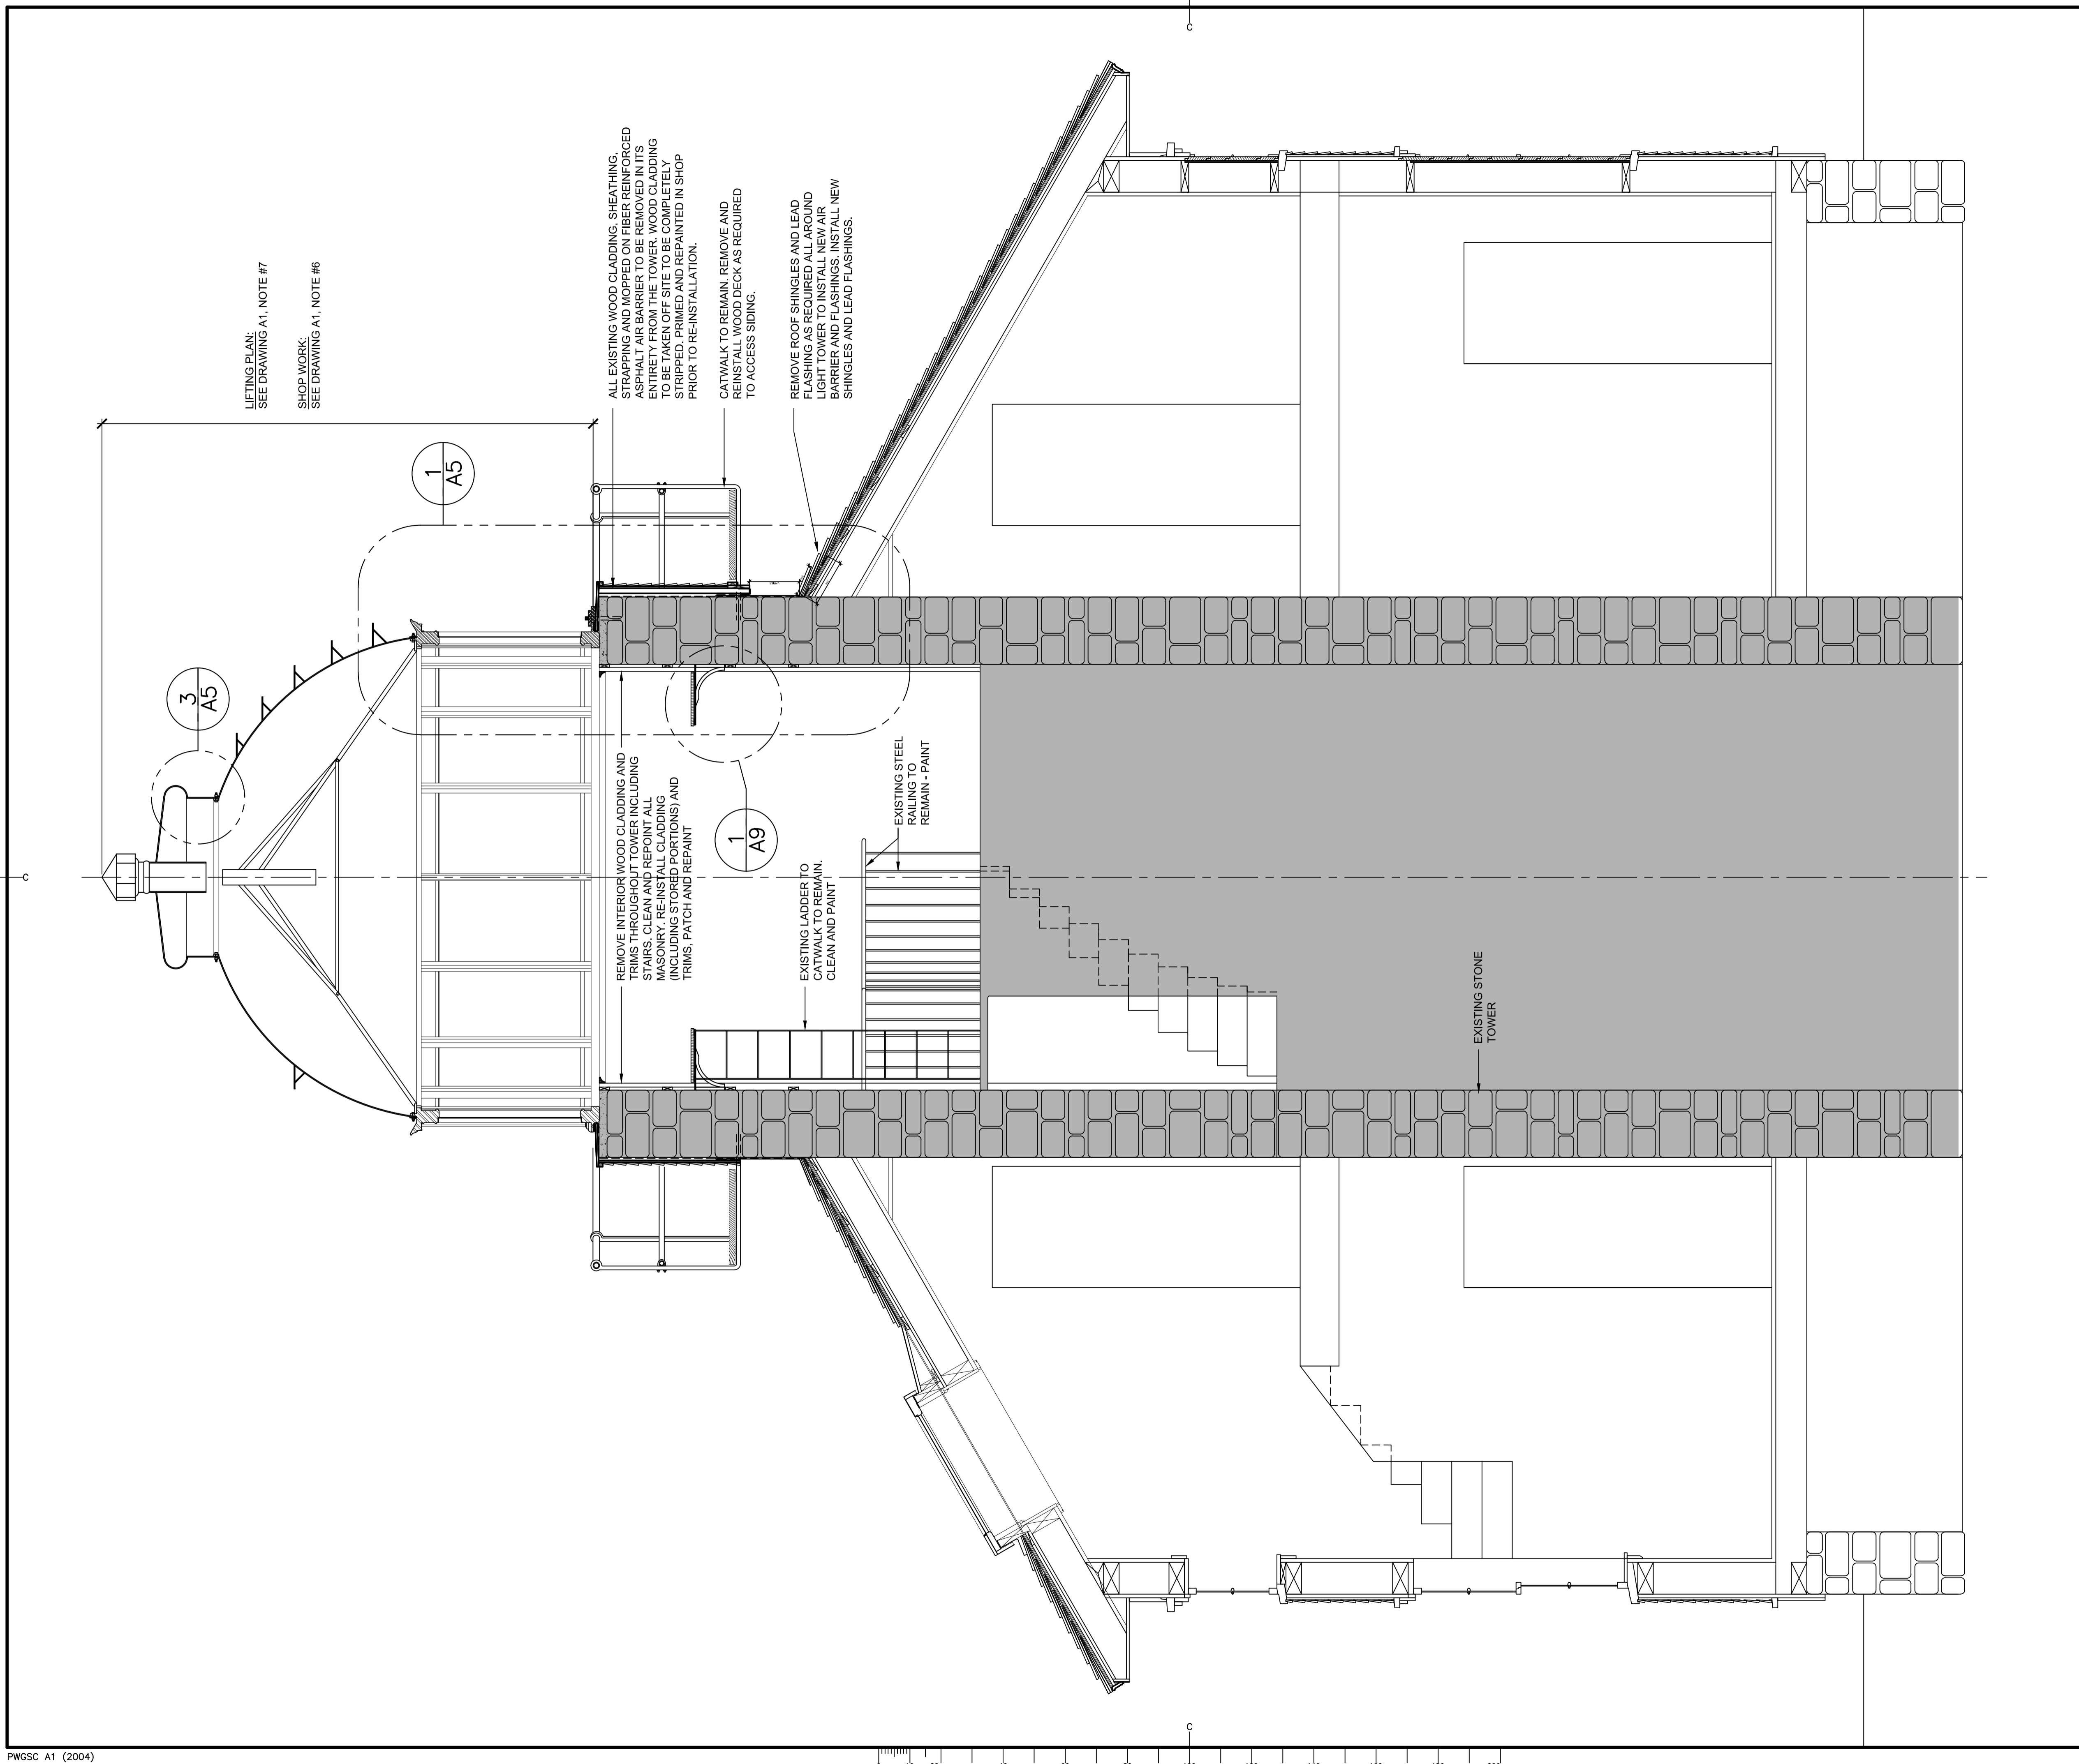 C
LIFTING PLAN:
SEE DRAWING A1, NOTE #7
SHOP WORK:
SEE DRAWING A1, NOTE #6
1
A5
3
A5
ALL EXISTING WOOD CLADDING, SHEATHING,
STRAPPING AND MOPPED ON FIBER REINFORCED
ASPHALT AIR BARRIER TO BE REMOVED IN ITS
ENTIRETY FROM THE TOWER. WOOD CLADDING
TO BE TAKEN OFF SITE TO BE COMPLETELY
STRIPPED, PRIMED AND REPAINTED IN SHOP
PRIOR TO RE-INSTALLATION.
CATWALK TO REMAIN. REMOVE AND
REINSTALL WOOD DECK AS REQUIRED
TO ACCESS SIDING.
REMOVE ROOF SHINGLES AND LEAD
FLASHING AS REQUIRED ALL AROUND
LIGHT TOWER TO INSTALL NEW AIR
BARRIER AND FLASHINGS. INSTALL NEW
SHINGLES AND LEAD FLASHINGS.
REMOVE INTERIOR WOOD CLADDING AND
TRIMS THROUGHOUT TOWER INCLUDING
STAIRS. CLEAN AND REPOINT ALL
MASONRY. RE-INSTALL CLADDING
(INCLUDING STORED PORTIONS) AND
TRIMS, PATCH AND REPAINT
1
A9
EXISTING STEEL
RAILING TO
REMAIN - PAINT
EXISTING LADDER TO
CATWALK TO REMAIN.
CLEAN AND PAINT
EXISTING STONE
TOWER
C
C
PWGSC A1 (2004)